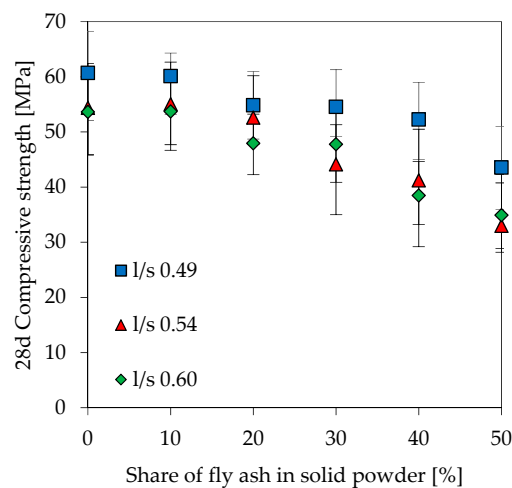 70
60
50
40
30
20
10
0
28d Compressive strength [MPa]
l/s 0.49
l/s 0.54
l/s 0.60
0 10 20 30 40 50
Share of fly ash in solid powder [%]